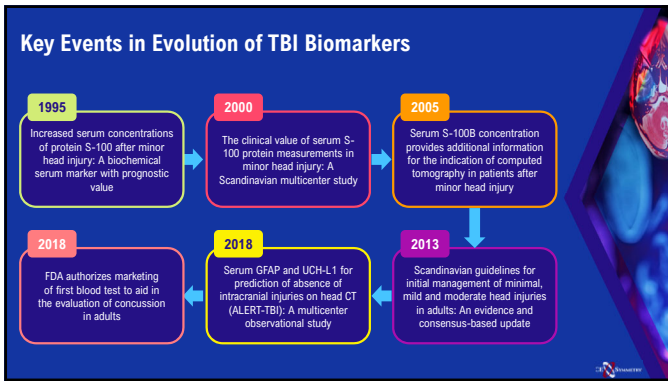 Key Events in Evolution of TBI Biomarkers
1995
Increased serum concentrations
of protein S-100 after minor
head injury: A biochemical
serum marker with prognostic
value
2000
The clinical value of serum S-
100 protein measurements in
minor head injury: A
Scandinavian multicenter study
2005
Serum S-100B concentration
provides additional information
for the indication of computed
tomography in patients after
minor head injury
2013
Scandinavian guidelines for
initial management of minimal,
mild and moderate head injuries
in adults: An evidence and
consensus-based update
2018
Serum GFAP and UCH-L1 for
prediction of absence of
intracranial injuries on head CT
(ALERT-TBI): A multicenter
observational study
2018
FDA authorizes marketing
of first blood test to aid in
the evaluation of concussion
in adults